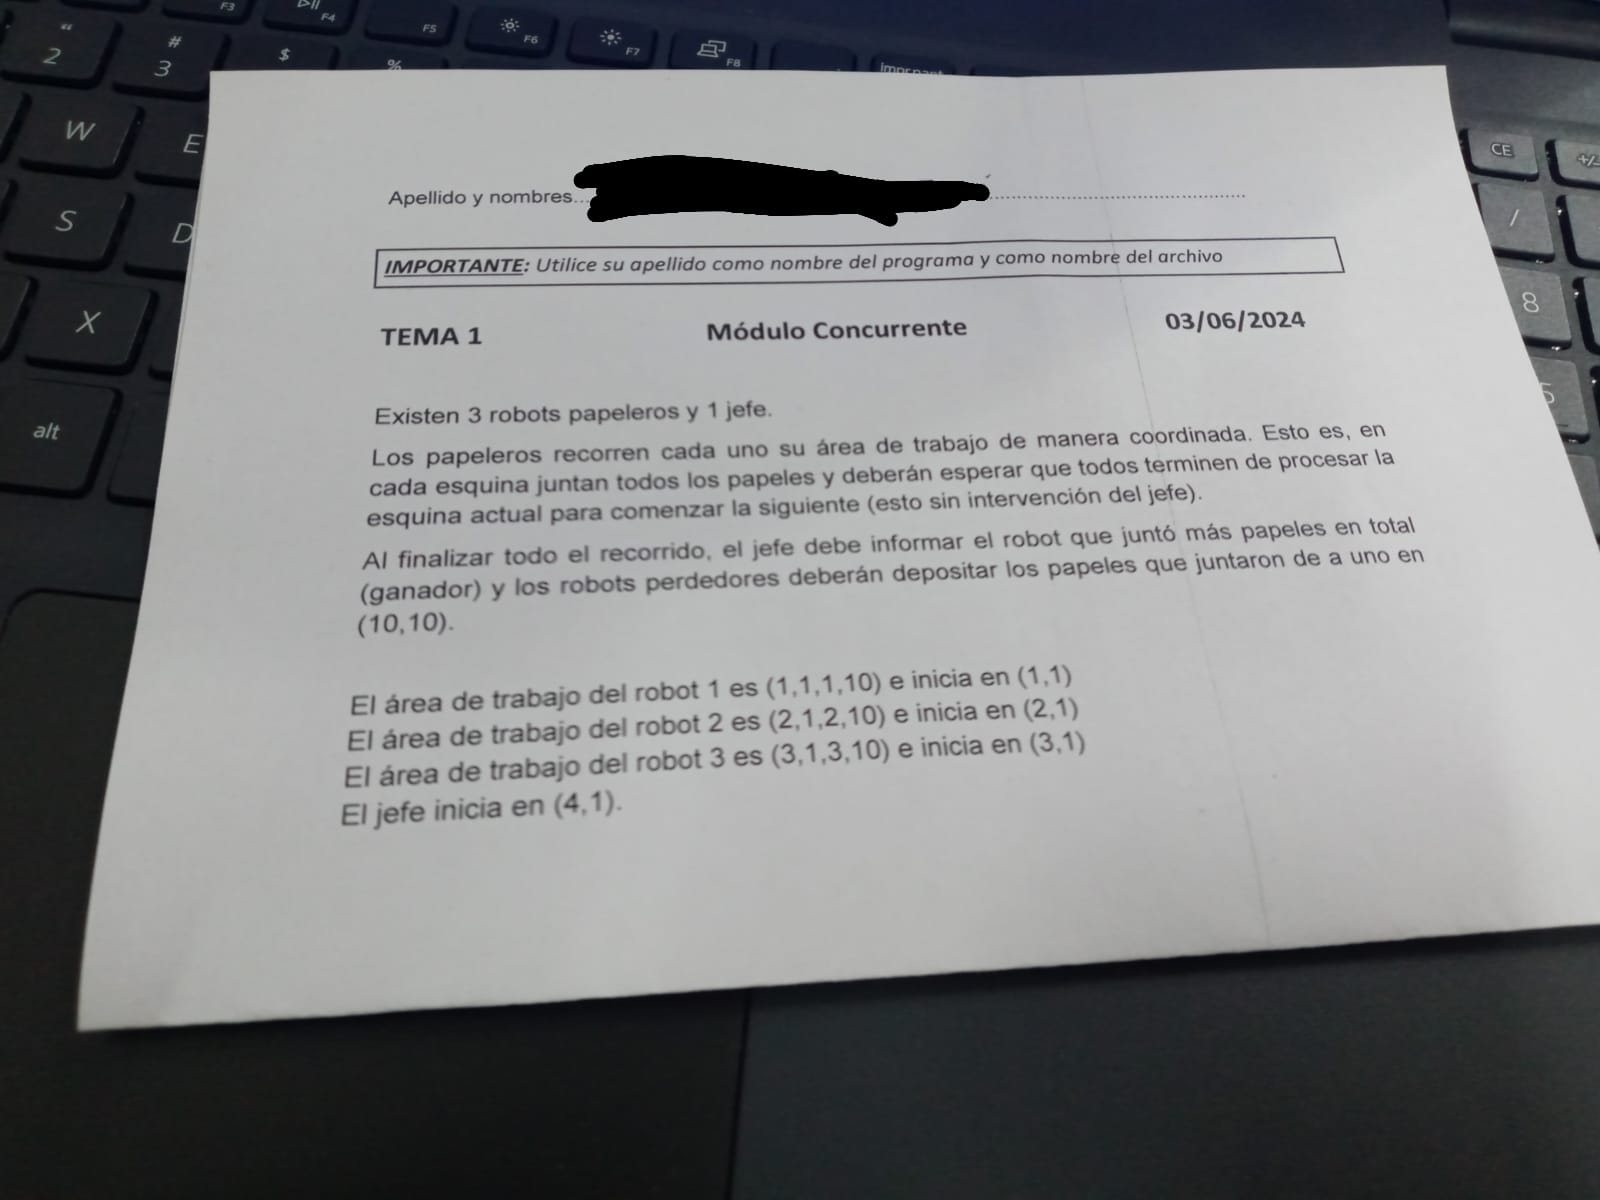 F3
F4
F5
F6
F7
F8
“
2
#
3
$
%
W
E
S
D
X
alt
CE
+/-
/
8
5
Apellido y nombres...
IMPORTANTE: Utilice su apellido como nombre del programa y como nombre del archivo
TEMA 1 Módulo Concurrente 03/06/2024
Existen 3 robots papeleros y 1 jefe.
Los papeleros recorren cada uno su área de trabajo de manera coordinada. Esto es, en
cada esquina juntan todos los papeles y deberán esperar que todos terminen de procesar la
esquina actual para comenzar la siguiente (esto sin intervención del jefe).
Al finalizar todo el recorrido, el jefe debe informar el robot que juntó más papeles en total
(ganador) y los robots perdedores deberán depositar los papeles que juntaron de a uno en
(10,10).
El área de trabajo del robot 1 es (1,1,1,10) e inicia en (1,1)
El área de trabajo del robot 2 es (2,1,2,10) e inicia en (2,1)
El área de trabajo del robot 3 es (3,1,3,10) e inicia en (3,1)
El jefe inicia en (4,1).